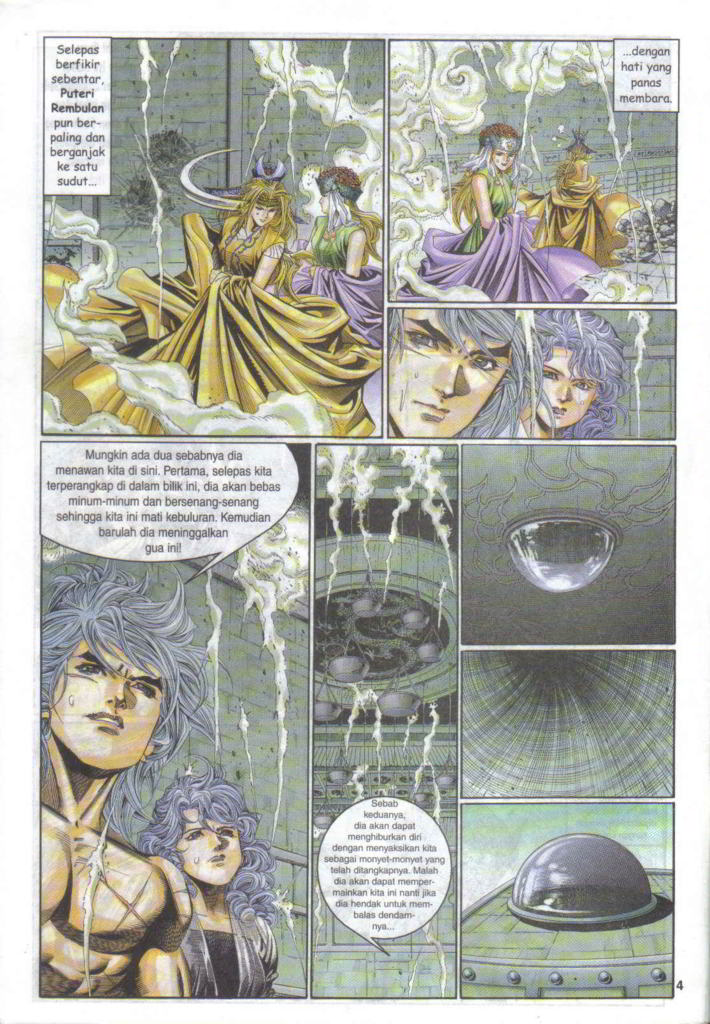 Selepas
berfikir
sebentar,
Puteri
Rembulan
pun ber-
paling dan
berganjak
ke satu
sudut...
...dengan
hati yang
panas
membara.
Mungkin ada dua sebabnya dia
menawan kita di sini. Pertama, selepas kita
terperangkap di dalam bilik ini, dia akan bebas
minum-minum dan bersenang-senang
sehingga kita ini mati kebuluran. Kemudian
barulah dia meninggalkan
gua ini!
Sebab
keduanya,
dia akan dapat
menghiburkan diri
dengan menyaksikan kita
sebagai monyet-monyet yang
telah ditangkapnya. Malah
dia akan dapat memper-
mainkan kita ini nanti jika
dia hendak untuk mem-
balas dendam-
nya...
4